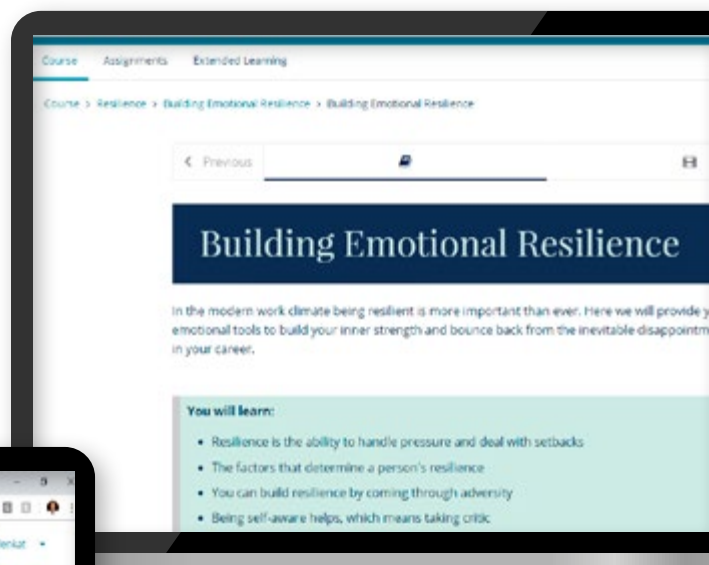 Course Assignments Extended Learning
Course > Resilience > Building Emotional Resilience > Building Emotional Resilience
< Previous
Building Emotional Resilience
In the modern work climate being resilient is more important than ever. Here we will provide y
emotional tools to build your inner strength and bounce back from the inevitable disappointm
in your career.
You will learn:
• Resilience is the ability to handle pressure and deal with setbacks
• The factors that determine a person's resilience
• You can build resilience by coming through adversity
• Being self-aware helps, which means taking critic